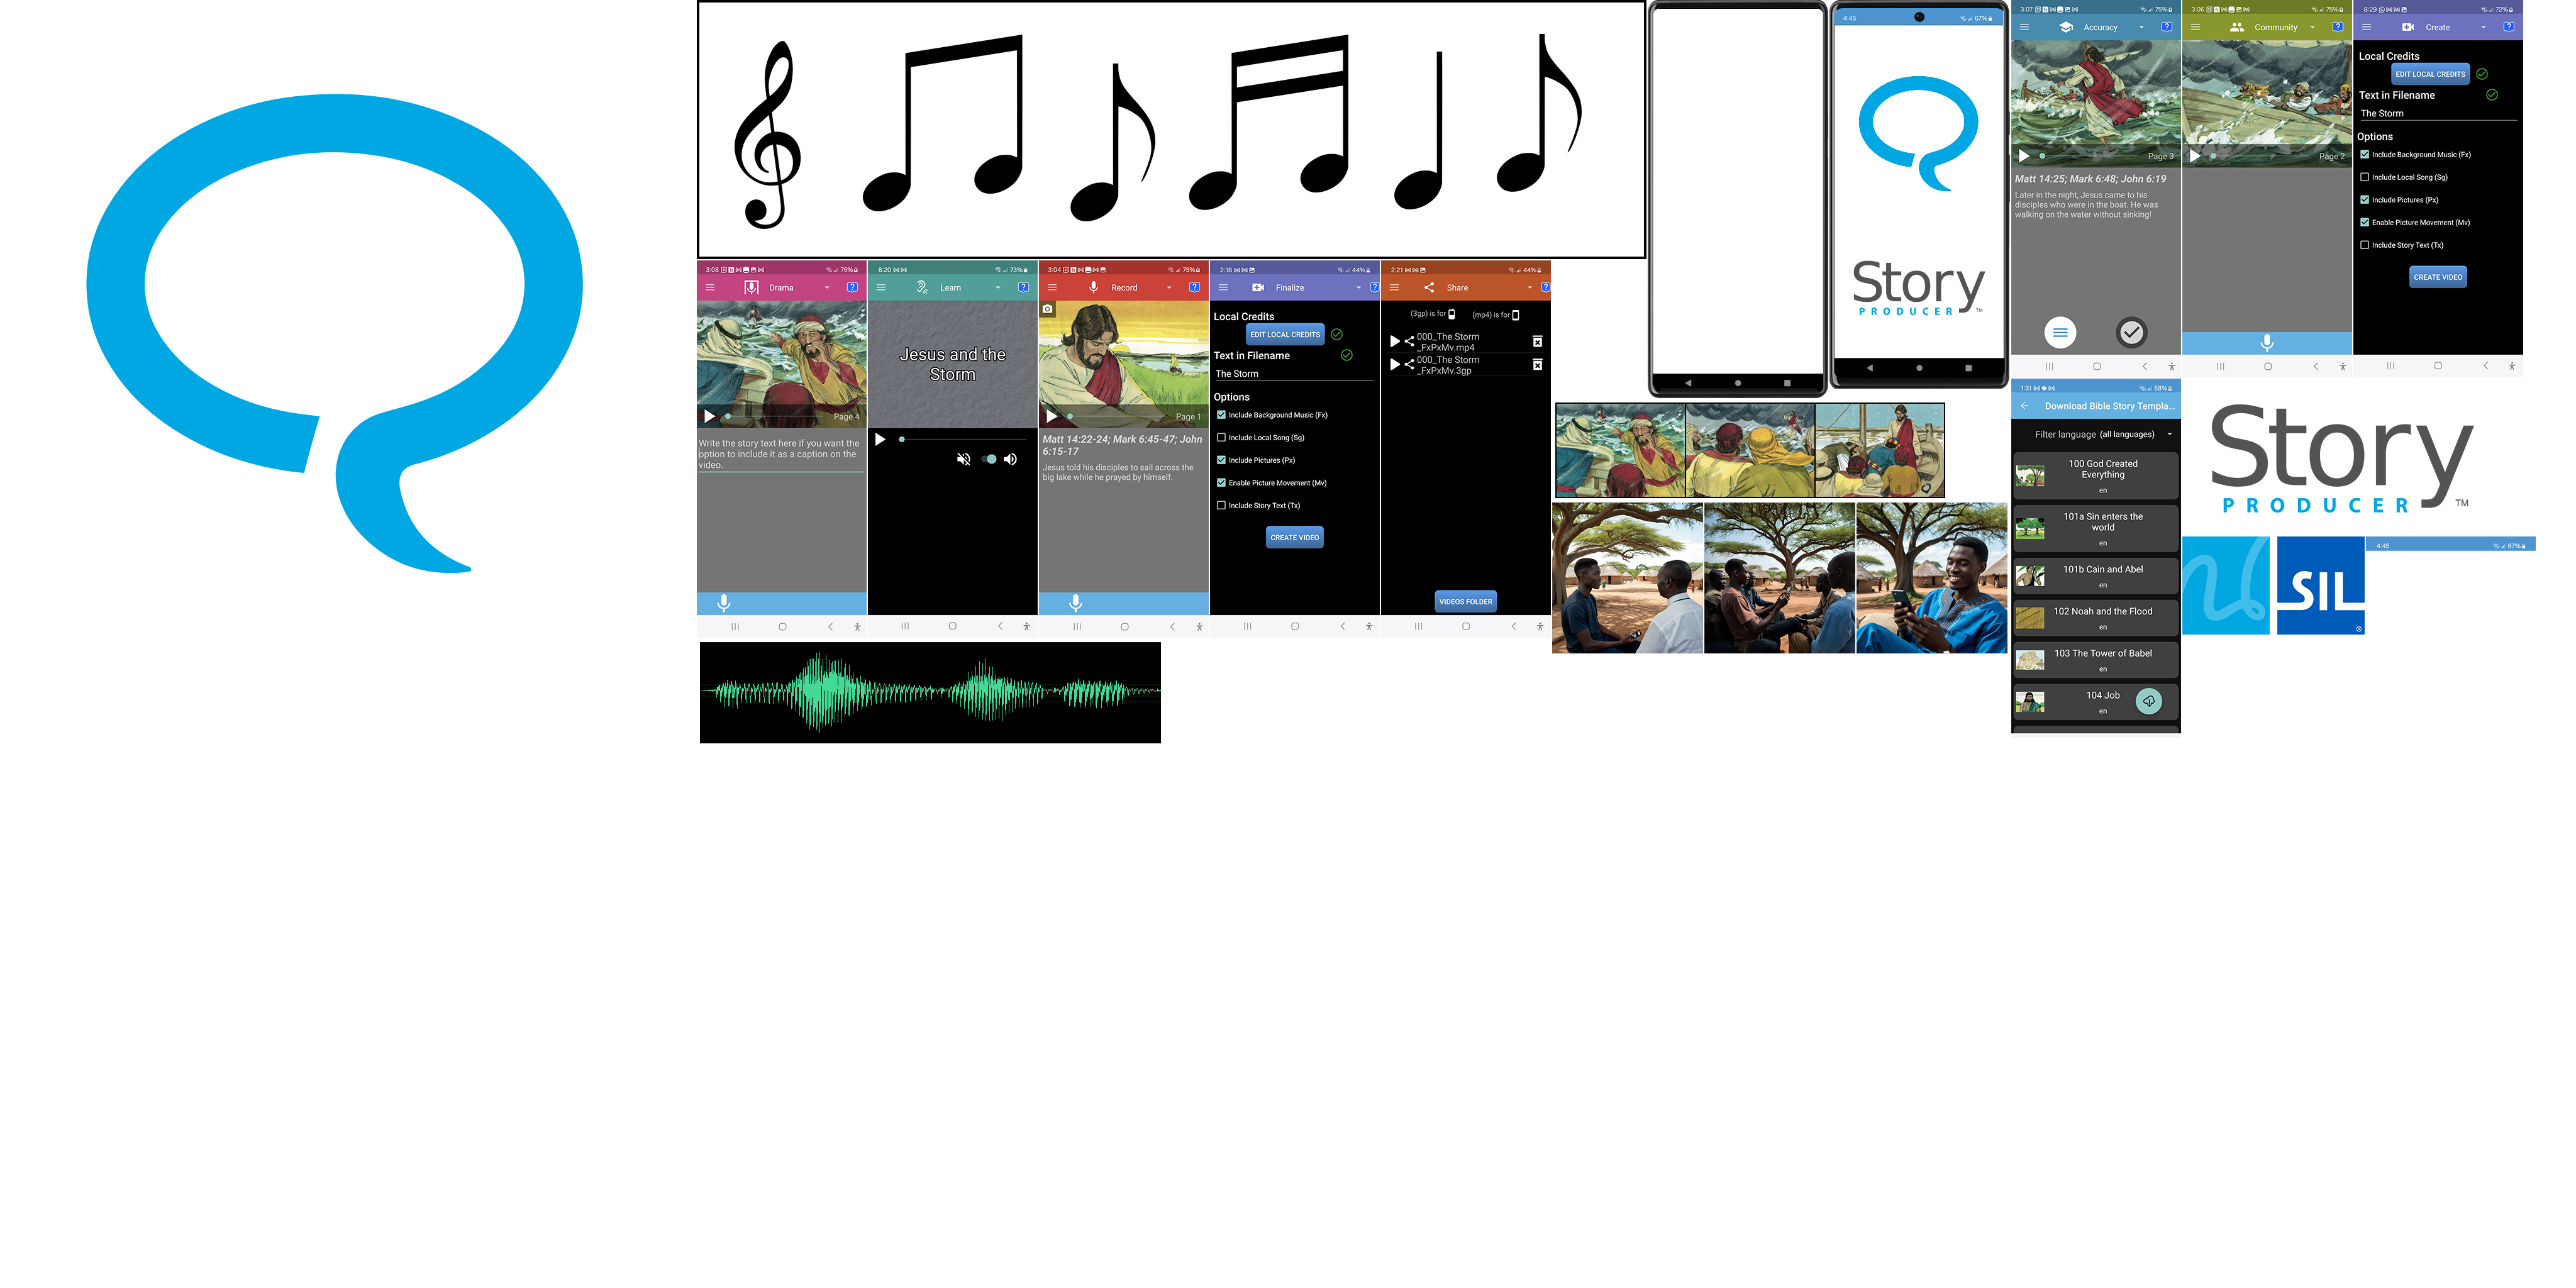 4:45
67%
Story
PRODUCER
TM
3:07
75%
Accuracy
?
Page 3
Matt 14:25; Mark 6:48; John 6:19
Later in the night, Jesus came to his
disciples who were in the boat. He was
walking on the water without sinking!
3:06
75%
Community
?
Page 2
8:29
72%
Create
?
Local Credits
EDIT LOCAL CREDITS
Text in Filename
The Storm
Options
Include Background Music (Fx)
Include Local Song (Sg)
Include Pictures (Px)
Enable Picture Movement (Mv)
Include Story Text (Tx)
CREATE VIDEO
3:08
75%
Drama
?
Page 4
Write the story text here if you want the
option to include it as a caption on the
video.
8:20
73%
Learn
?
Jesus and the
Storm
3:04
75%
Record
?
Page 1
Matt 14:22-24; Mark 6:45-47; John
6:15-17
Jesus told his disciples to sail across the
big lake while he prayed by himself.
2:18
44%
Finalize
?
Local Credits
EDIT LOCAL CREDITS
Text in Filename
The Storm
Options
Include Background Music (Fx)
Include Local Song (Sg)
Include Pictures (Px)
Enable Picture Movement (Mv)
Include Story Text (Tx)
CREATE VIDEO
2:21
44%
Share
?
(3gp) is for
(mp4) is for
000_The Storm
_FxPxMv.mp4
000_The Storm
_FxPxMv.3gp
VIDEOS FOLDER
1:31
58%
Download Bible Story Templa...
Filter language (all languages)
100 God Created
Everything
en
101a Sin enters the
world
en
101b Cain and Abel
en
102 Noah and the Flood
en
103 The Tower of Babel
en
104 Job
en
Story
PRODUCER
TM
SIL
®
4:45
67%